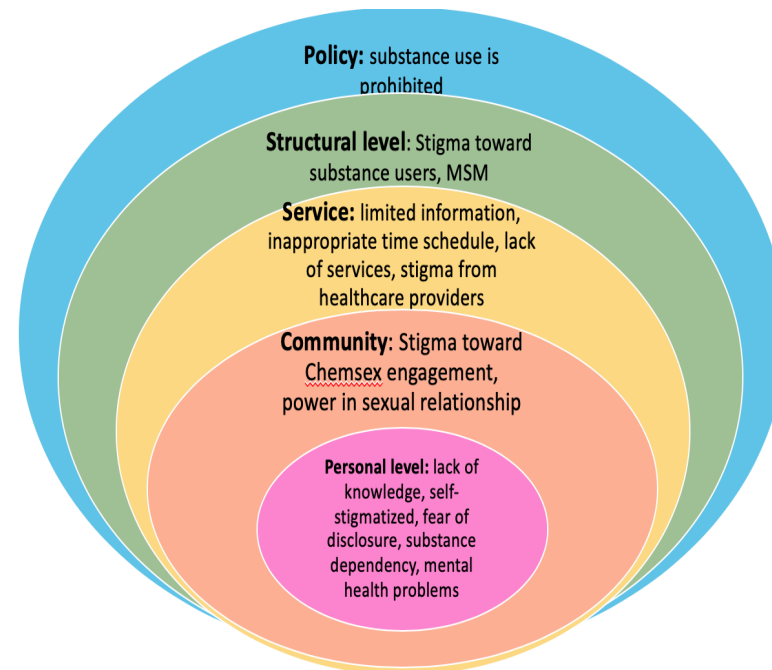 Policy: substance use is
prohibited
Structural level: Stigma toward
substance users, MSM
Service: limited information,
inappropriate time schedule, lack
of services, stigma from
healthcare providers
Community: Stigma toward
Chemsex engagement,
power in sexual relationship
Personal level: lack of
knowledge, self-
stigmatized, fear of
disclosure, substance
dependency, mental
health problems